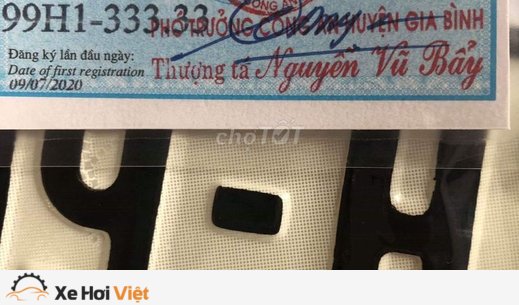 99H1-333.33
PHÓ TRƯỞNG CÔNG AN HUYỆN GIA BÌNH
Đăng ký lần đầu ngày:
Date of first registration
09/07/2020
Thượng tá Nguyễn Vũ Bẩy
chợTỐT
9-H
Xe Hơi Việt